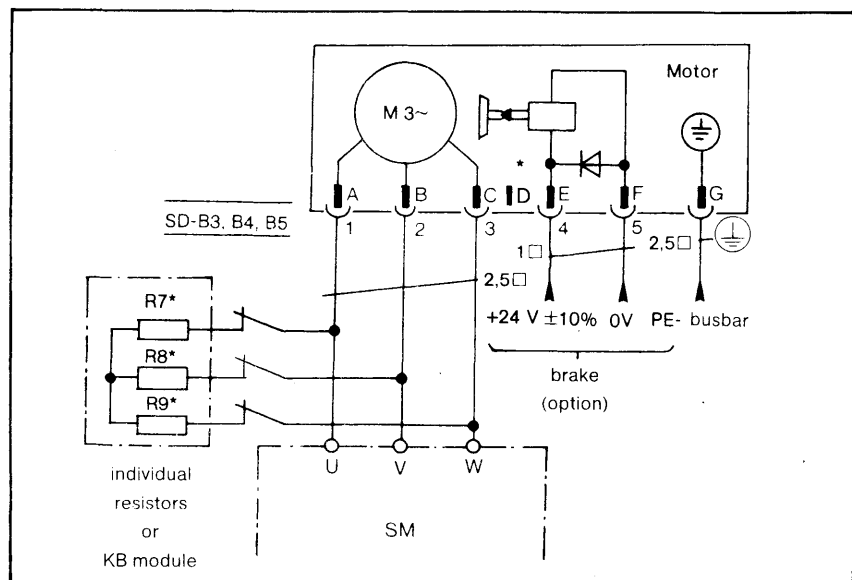 Motor
M 3~
*
A B C D E F G
SD-B3, B4, B5
1 2 3 4 5
1□
2,5□
2,5□
R7*
R8*
R9*
+24 V ±10% 0V PE- busbar
brake
(option)
U V W
individual
resistors
or
KB module
SM